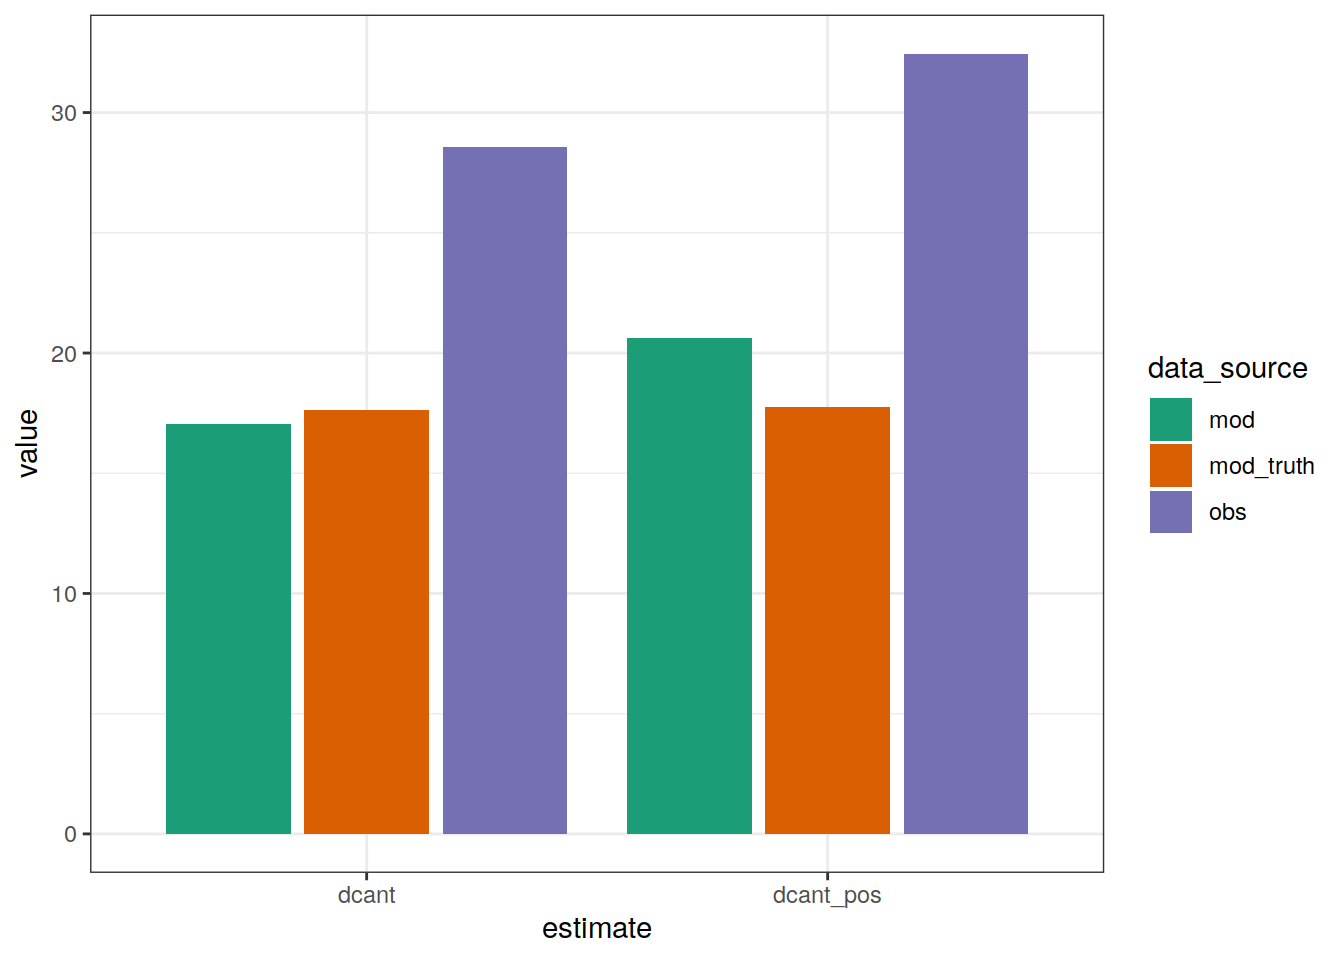 value
30
20
10
0
dcant
dcant_pos
estimate
data_source
mod
mod_truth
obs